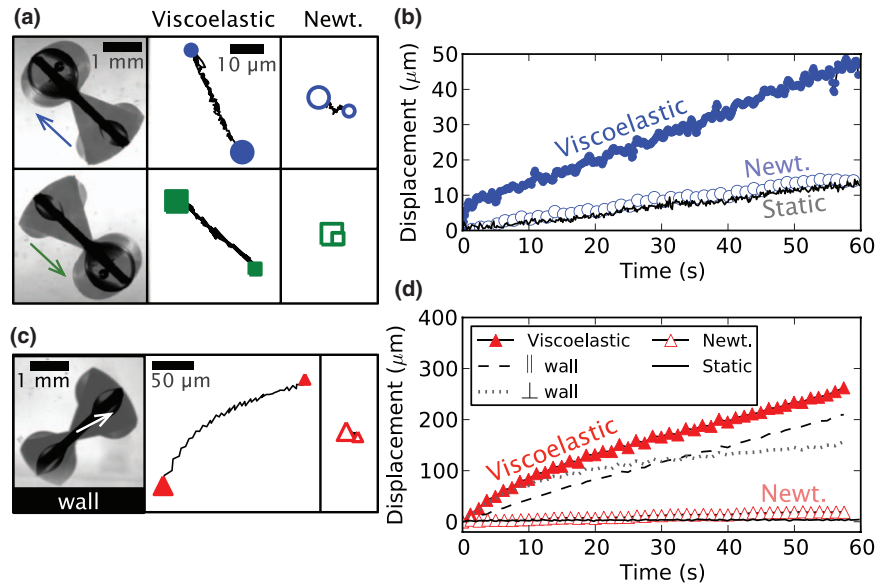 (a)
Viscoelastic
Newt.
1 mm
10 μm
(b)
Displacement (μm)
50
40
30
20
10
0
Viscoelastic
Newt.
Static
0 10 20 30 40 50 60
Time (s)
(c)
1 mm
50 μm
wall
(d)
Displacement (μm)
400
300
200
100
0
Viscoelastic
|| wall
⊥ wall
Newt.
Static
Viscoelastic
Newt.
0 10 20 30 40 50 60
Time (s)